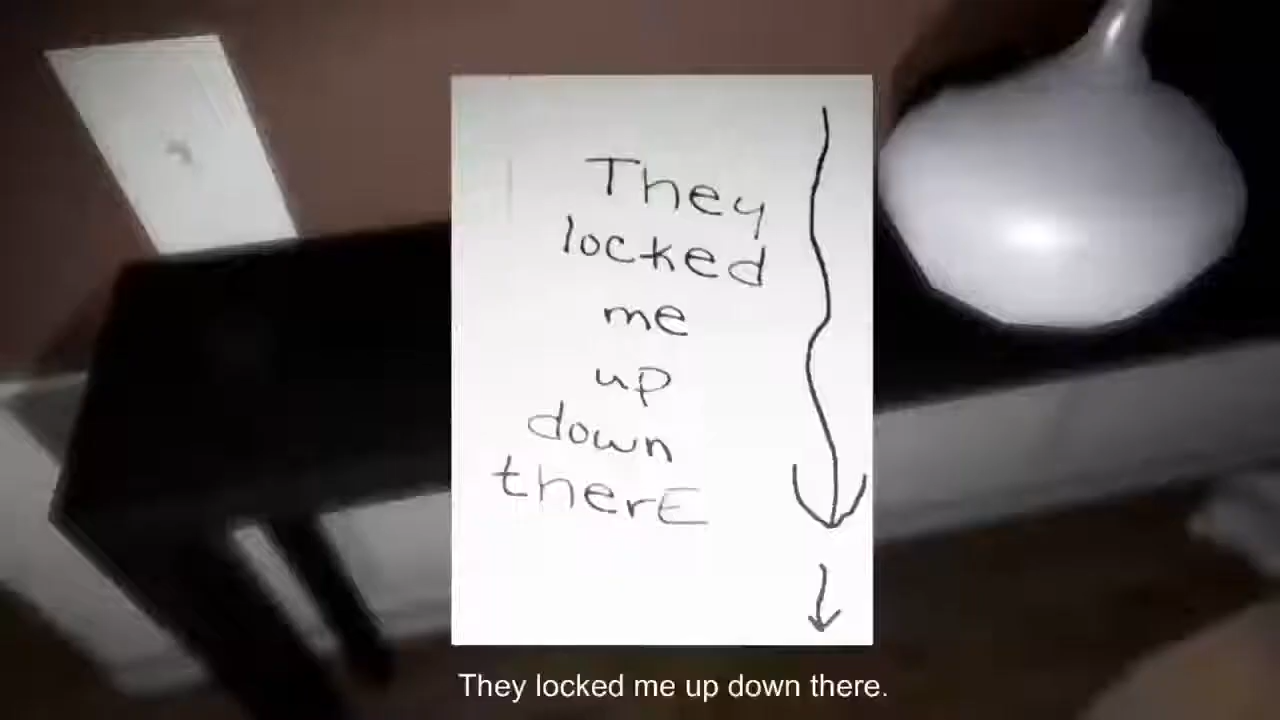 They
locked
me
up
down
therE
They locked me up down there.